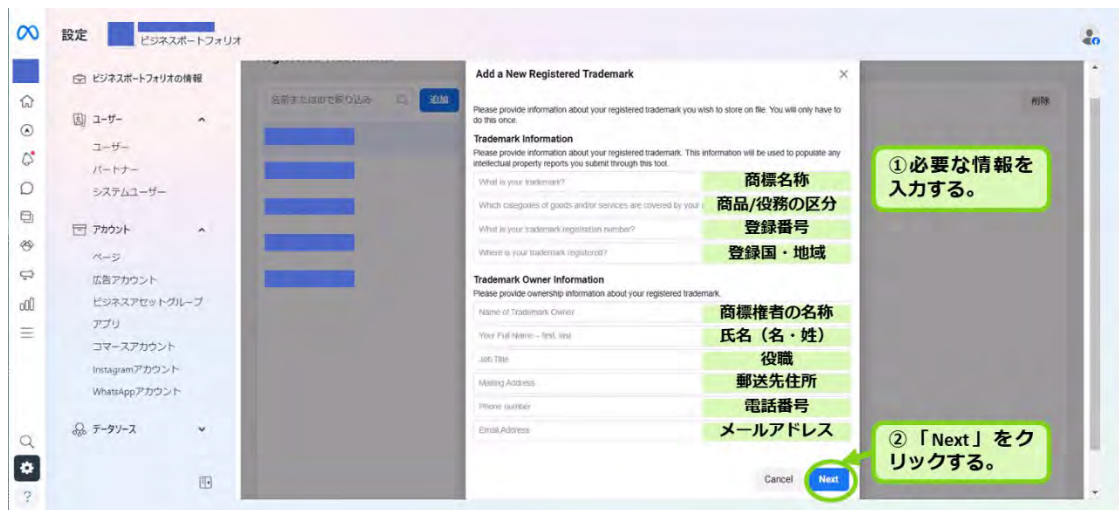 設定
ビジネスポートフォリオ
ビジネスポートフォリオの情報
ユーザー
ユーザー
パートナー
システムユーザー
アカウント
ページ
広告アカウント
ビジネスアセットグループ
アプリ
コマースアカウント
Instagramアカウント
WhatsAppアカウント
データソース
名前またはIDで絞り込み
追加
削除
Add a New Registered Trademark
Please provide information about your registered trademark you wish to store on file. You will only have to
do this once.
Trademark Information
Please provide information about your registered trademark. This information will be used to populate any
intellectual property reports you submit through this tool.
What is your trademark?
商標名称
Which categories of goods and/or services are covered by your
商品/役務の区分
What is your trademark registration number?
登録番号
Where is your trademark registered?
登録国・地域
Trademark Owner Information
Please provide ownership information about your registered trademark.
Name of Trademark Owner
商標権者の名称
Your Full Name – first, last
氏名(名・姓)
Job Title
役職
Mailing Address
郵送先住所
Phone number
電話番号
Email Address
メールアドレス
Cancel
Next
①必要な情報を
入力する。
②「Next」をク
リックする。